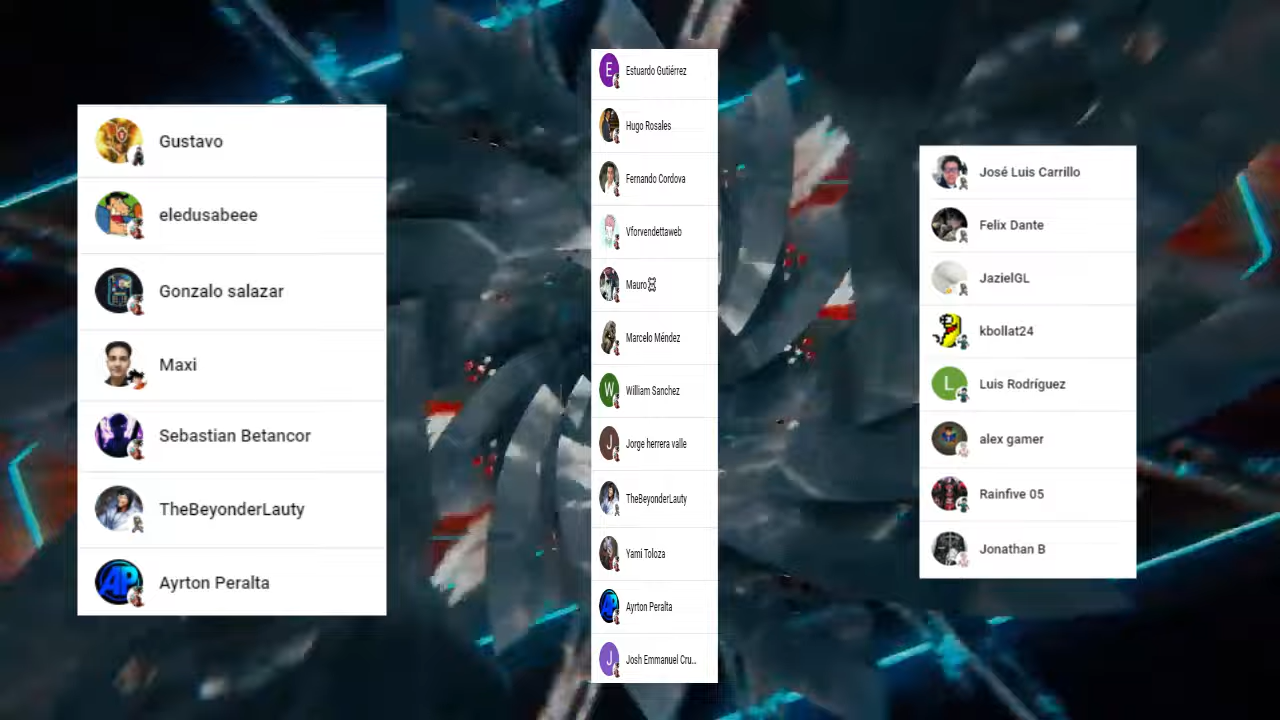 Gustavo
eledusabeee
Gonzalo salazar
Maxi
Sebastian Betancor
TheBeyonderLauty
AP
Ayrton Peralta
E
Estuardo Gutiérrez
Hugo Rosales
Fernando Cordova
Vforvendettaweb
Mauro
Marcelo Méndez
W
William Sanchez
J
Jorge herrera valle
TheBeyonderLauty
Yami Toloza
AP
Ayrton Peralta
J
Josh Emmanuel Cru...
José Luis Carrillo
Felix Dante
JazielGL
kbollat24
L
Luis Rodríguez
alex gamer
Rainfive 05
Jonathan B